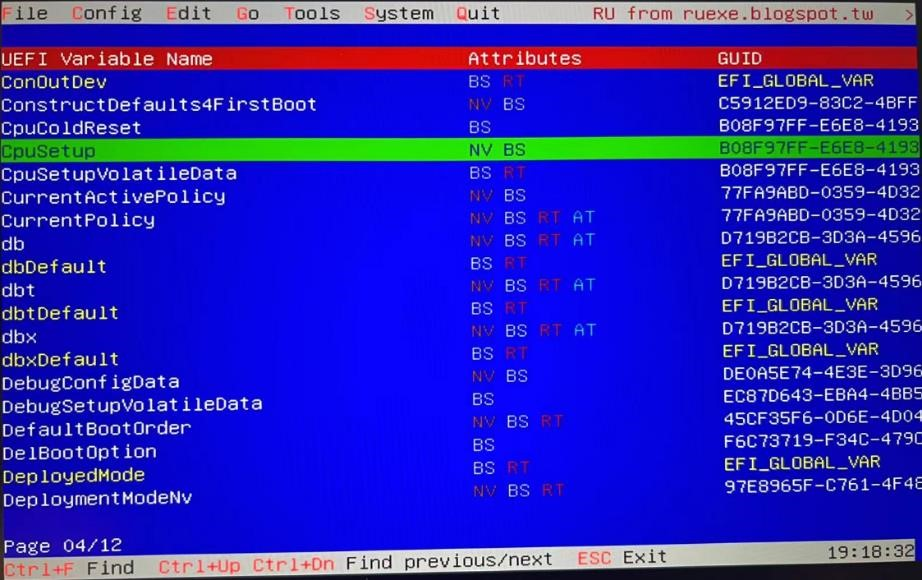 File Config Edit Go Tools System Quit RU from ruexe.blogspot.tw >
UEFI Variable Name Attributes GUID
ConOutDev BS RT EFI_GLOBAL_VAR
ConstructDefaults4FirstBoot NV BS C5912ED9-83C2-4BFF
CpuColdReset BS B08F97FF-E6E8-4193
CpuSetup NV BS B08F97FF-E6E8-4193
CpuSetupVolatileData BS RT B08F97FF-E6E8-4193
CurrentActivePolicy NV BS 77FA9ABD-0359-4D32
CurrentPolicy NV BS RT AT 77FA9ABD-0359-4D32
db NV BS RT AT D719B2CB-3D3A-4596
dbDefault BS RT EFI_GLOBAL_VAR
dbt NV BS RT AT D719B2CB-3D3A-4596
dbtDefault BS RT EFI_GLOBAL_VAR
dbx NV BS RT AT D719B2CB-3D3A-4596
dbxDefault BS RT EFI_GLOBAL_VAR
DebugConfigData NV BS DE0A5E74-4E3E-3D96
DebugSetupVolatileData BS EC87D643-EBA4-4BB5
DefaultBootOrder NV BS RT 45CF35F6-0D6E-4D04
DelBootOption BS F6C73719-F34C-479C
DeployedMode BS RT EFI_GLOBAL_VAR
DeploymentModeNv NV BS RT 97E8965F-C761-4F48
Page 04/12
Ctrl+F Find Ctrl+Up Ctrl+Dn Find previous/next ESC Exit 19:18:32